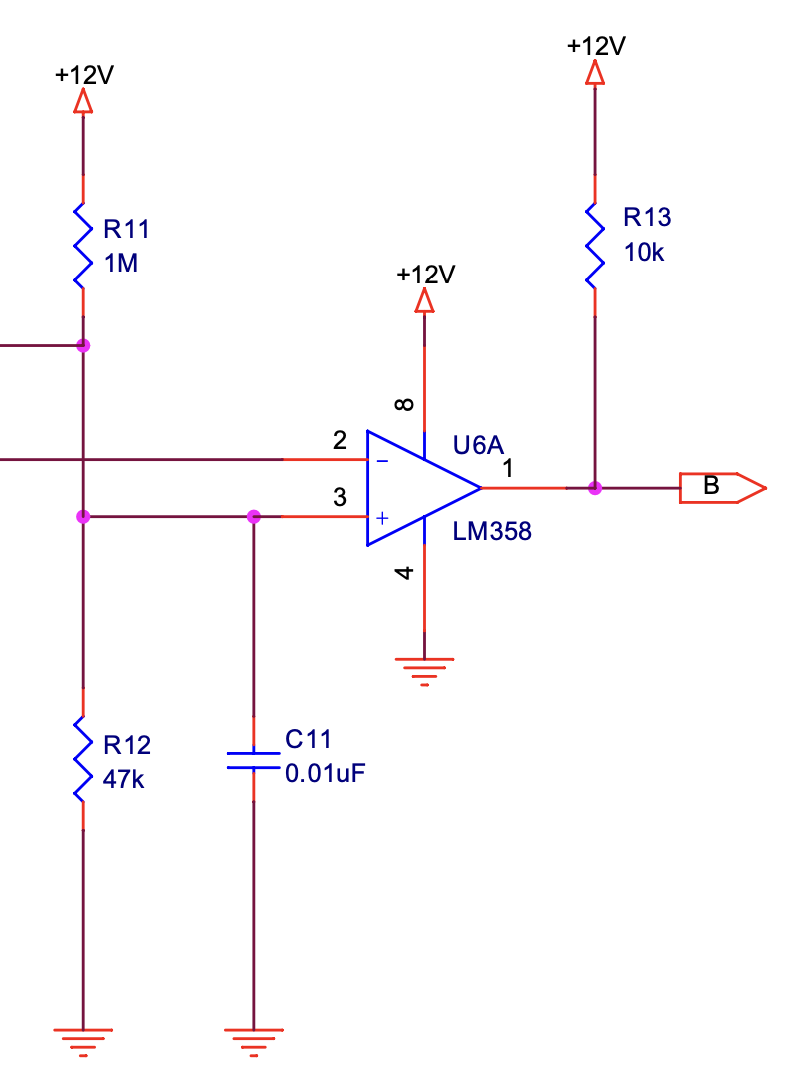 +12V
+12V
R11
1M
R13
10k
+12V
8
2
U6A
1
−
3
+
LM358
B
4
R12
47k
C11
0.01uF